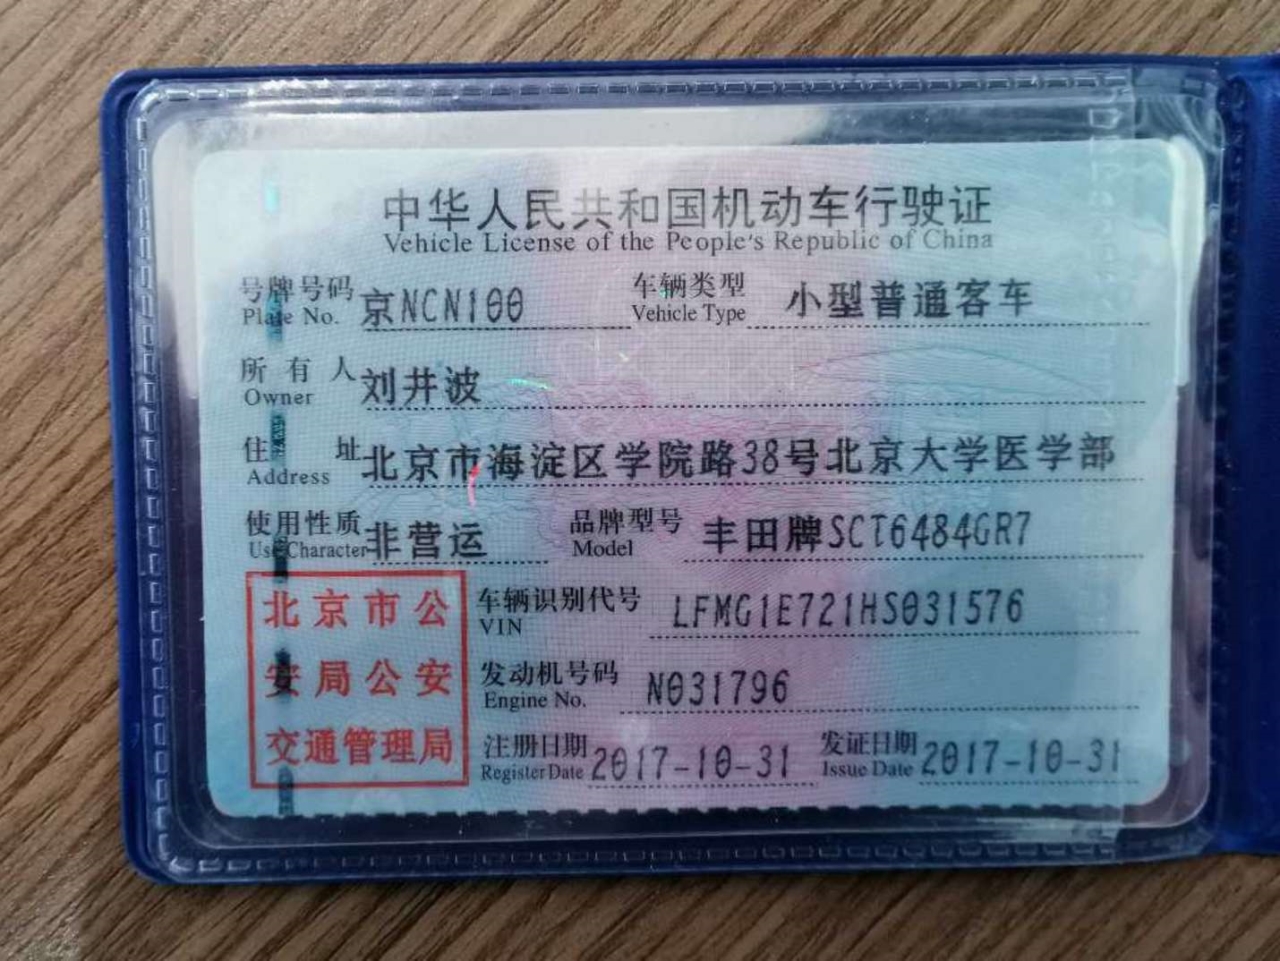 中华人民共和国机动车行驶证
Vehicle License of the People's Republic of China
号牌号码 京NCN100 车辆类型 小型普通客车
Plate No. Vehicle Type
所有人 刘井波
Owner
住址 北京市海淀区学院路38号北京大学医学部
Address
使用性质 非营运 品牌型号 丰田牌SCT6484GR7
Use Character Model
北京市公 车辆识别代号 LFMG1E721HS031576
VIN
安局公安 发动机号码 N031796
Engine No.
交通管理局 注册日期 2017-10-31 发证日期 2017-10-31
Register Date Issue Date